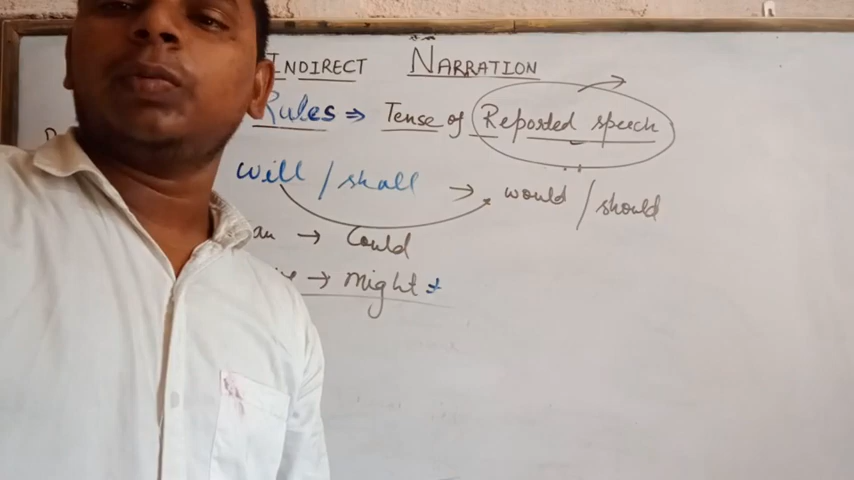 INDIRECT NARRATION
Rules ⇒ Tense of Reported speech
will / shall → would / should
→ Could
→ Might